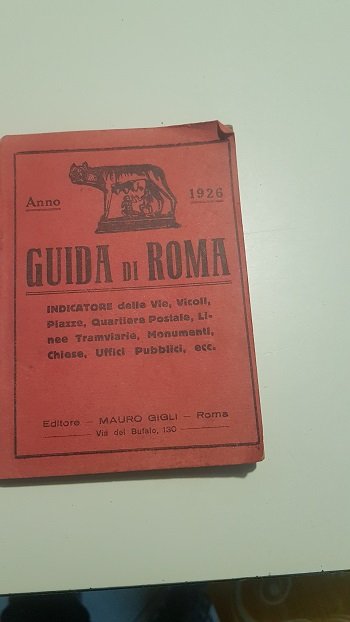 Anno 1926
GUIDA DI ROMA
INDICATORE delle Vie, Vicoli,
Piazze, Quartiere Postale, Li-
nee Tramviarie, Monumenti,
Chiese, Uffici Pubblici, ecc.
Editore — MAURO GIGLI — Roma
Via del Bufalo, 130